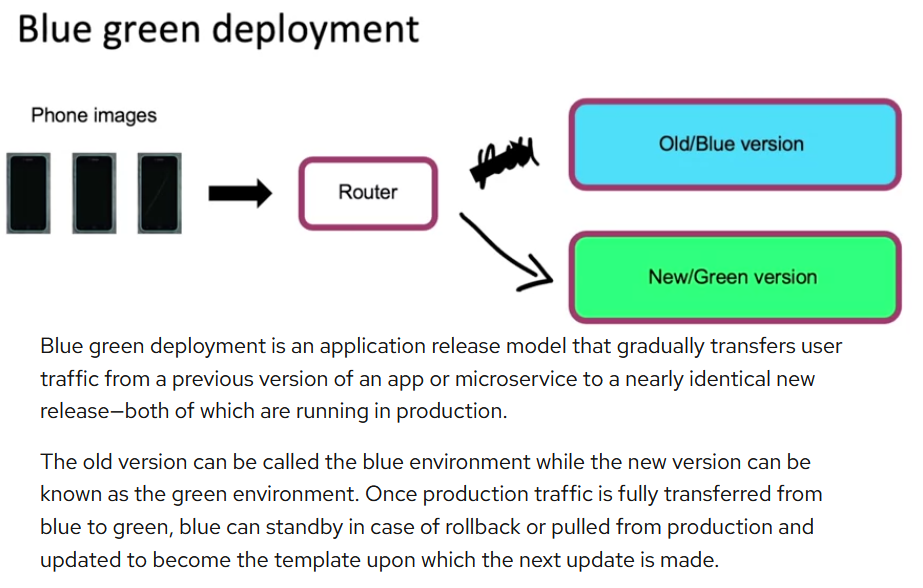 Blue green deployment
Phone images
Router
Old/Blue version
New/Green version
Blue green deployment is an application release model that gradually transfers user
traffic from a previous version of an app or microservice to a nearly identical new
release—both of which are running in production.
The old version can be called the blue environment while the new version can be
known as the green environment. Once production traffic is fully transferred from
blue to green, blue can standby in case of rollback or pulled from production and
updated to become the template upon which the next update is made.